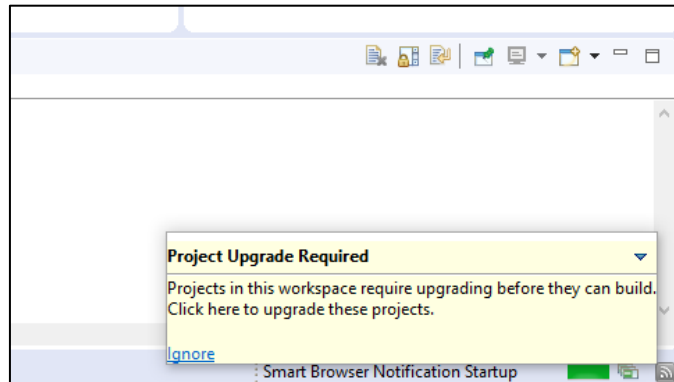 Project Upgrade Required
Projects in this workspace require upgrading before they can build.
Click here to upgrade these projects.
Ignore
Smart Browser Notification Startup